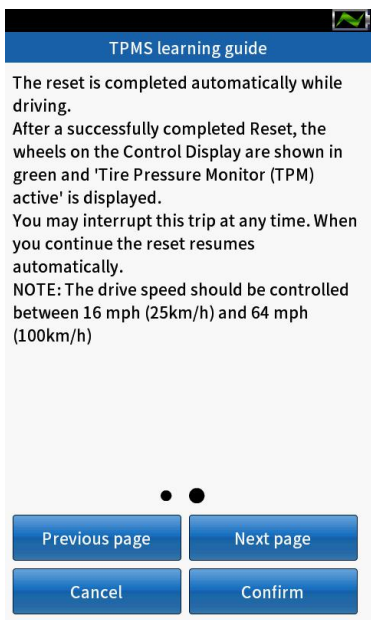 TPMS learning guide
The reset is completed automatically while
driving.
After a successfully completed Reset, the
wheels on the Control Display are shown in
green and 'Tire Pressure Monitor (TPM)
active' is displayed.
You may interrupt this trip at any time. When
you continue the reset resumes
automatically.
NOTE: The drive speed should be controlled
between 16 mph (25km/h) and 64 mph
(100km/h)
Previous page
Next page
Cancel
Confirm